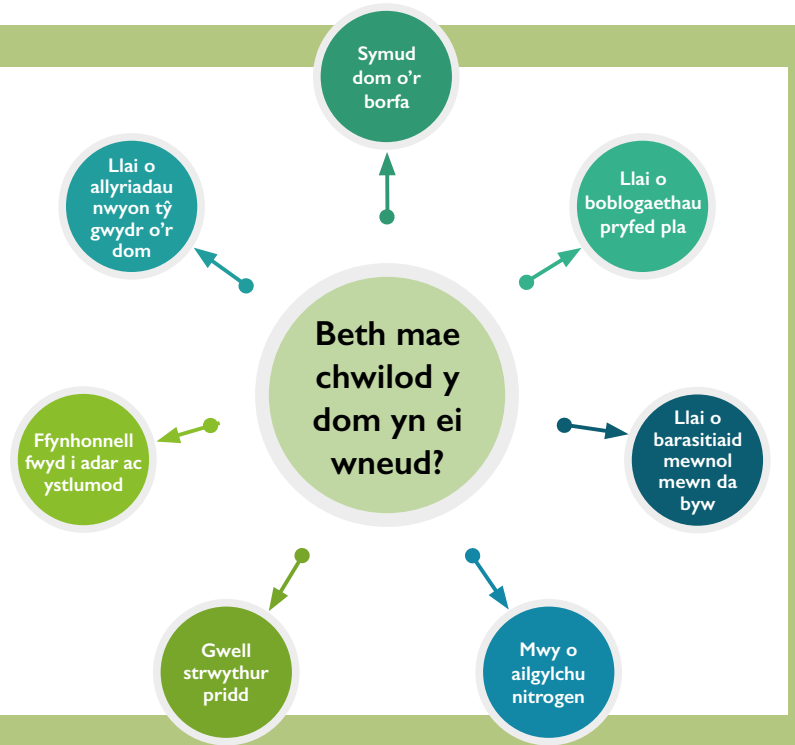 Symud
dom o'r
borfa
Llai o
boblogaethau
pryfed pla
Llai o
barasitiaid
mewnol
mewn da
byw
Mwy o
ailgylchu
nitrogen
Gwell
strwythur
pridd
Ffynhonnell
fwyd i adar ac
ystlumod
Llai o
allyriadau
nwyon tŷ
gwydr o'r
dom
Beth mae
chwilod y
dom yn ei
wneud?